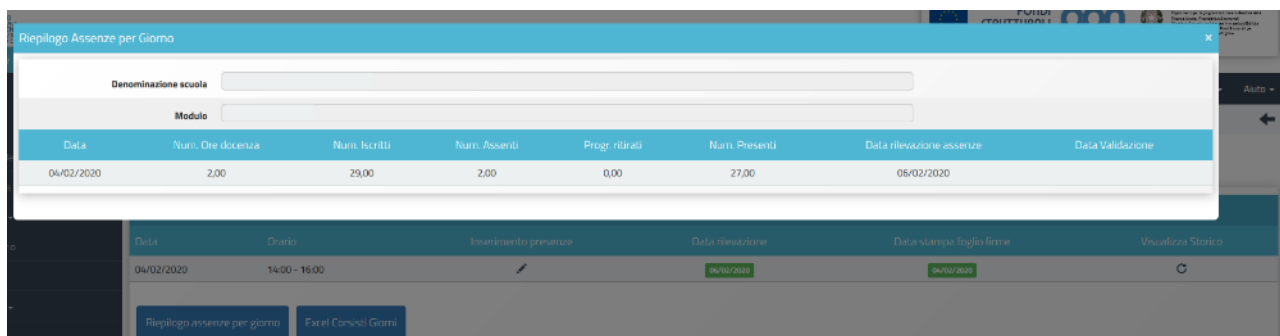 FONDI
STRUTTURALI
Riepilogo Assenze per Giorno
×
Denominazione scuola
Modulo
Aiuto
Data Num. Ore docenza Num. Iscritti Num. Assenti Progr. ritirati Num. Presenti Data rilevazione assenze Data Validazione
04/02/2020 2,00 29,00 2,00 0,00 27,00 06/02/2020
Data Orario Inserimento presenze Data rilevazione Data stampa foglio firme Visualizza Storico
04/02/2020 14:00 - 16:00 06/02/2020 04/02/2020
Riepilogo assenze per giorno Excel Corsisti Giorni